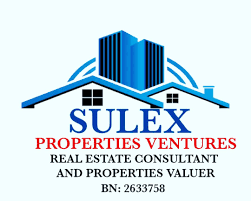 SULEX
PROPERTIES VENTURES
REAL ESTATE CONSULTANT
AND PROPERTIES VALUER
BN: 2633758